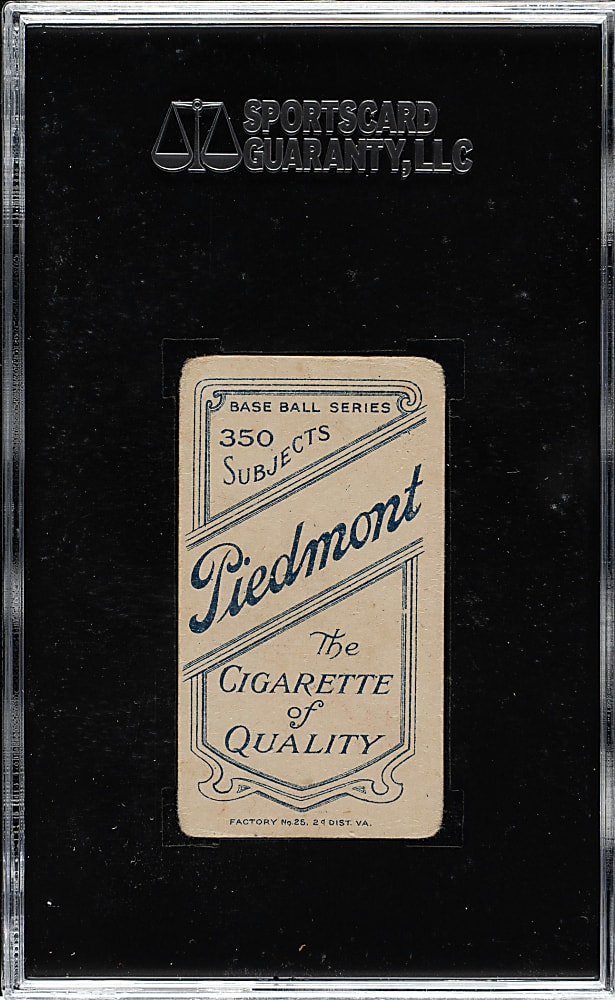 SPORTSCARD
GUARANTY, LLC
BASE BALL SERIES
350
SUBJECTS
Piedmont
The
CIGARETTE
of
QUALITY
FACTORY No. 25, 2d DIST. VA.